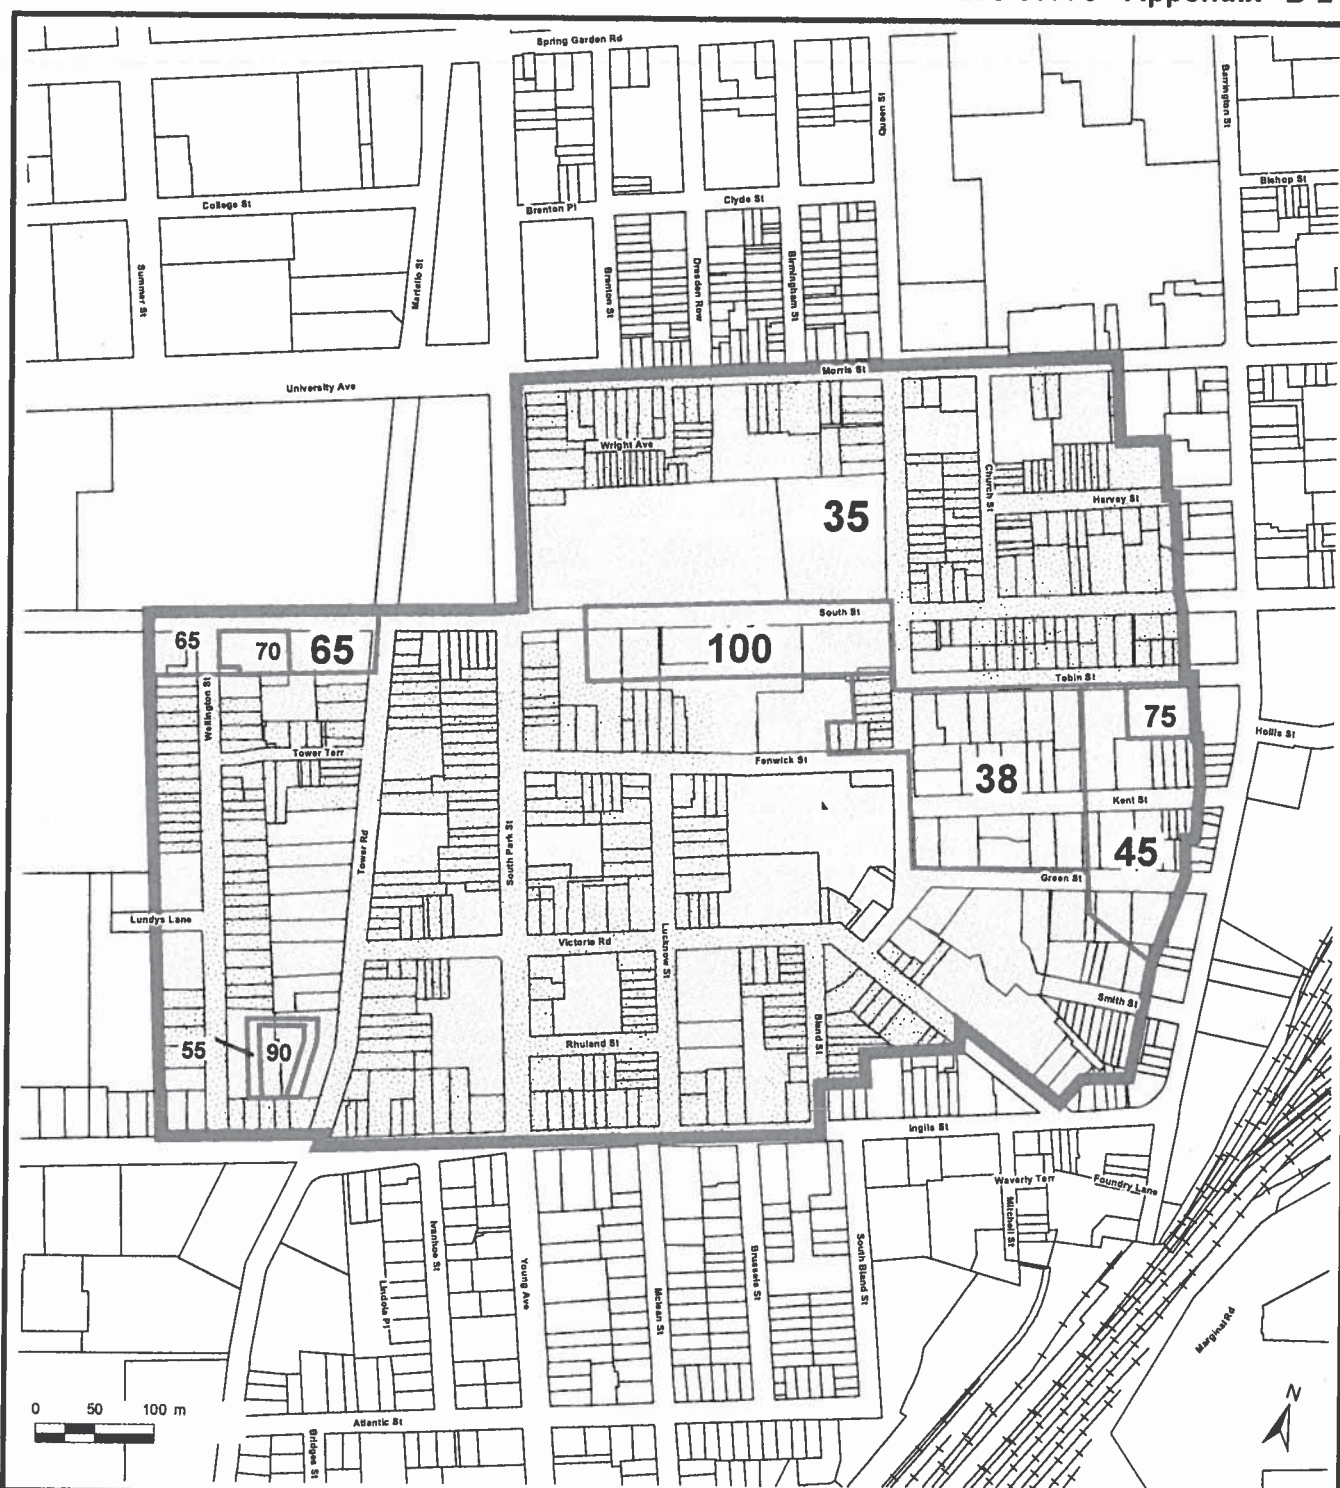 Appendix
Spring Garden Rd
Barrington St
Queen St
Bishop St
College St
Brenton Pl
Clyde St
Summer St
Martello St
Brenton St
Dresden Row
Birmingham St
University Ave
Morris St
Wright Ave
Church St
Harvey St
35
South St
65
70
65
100
Tobin St
Wellington St
75
Hollis St
Tower Terr
Fenwick St
38
Kent St
Tower Rd
South Park St
45
Green St
Lundys Lane
Victoria Rd
Lucknow St
Smith St
Bland St
55
90
Rhuland St
Inglis St
Waverly Terr
Foundry Lane
Mitchell St
Ivanhoe St
Young Ave
Lindola Pl
Mclean St
Brussels St
South Bland St
Marginal Rd
0 50 100 m
N
Atlantic St
Bridges St